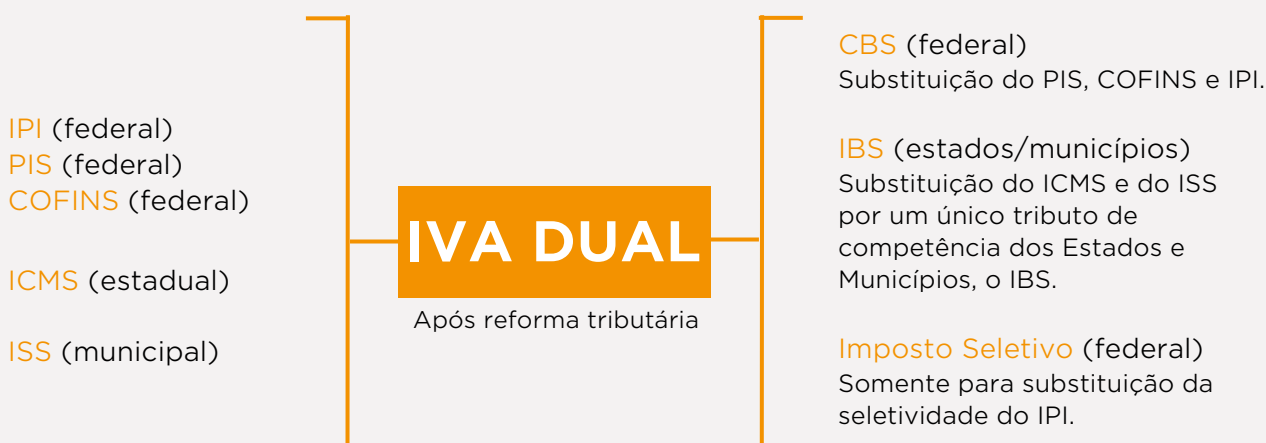 IPI (federal)
PIS (federal)
COFINS (federal)
ICMS (estadual)
ISS (municipal)
IVA DUAL
Após reforma tributária
CBS (federal)
Substituição do PIS, COFINS e IPI.
IBS (estados/municípios)
Substituição do ICMS e do ISS
por um único tributo de
competência dos Estados e
Municípios, o IBS.
Imposto Seletivo (federal)
Somente para substituição da
seletividade do IPI.